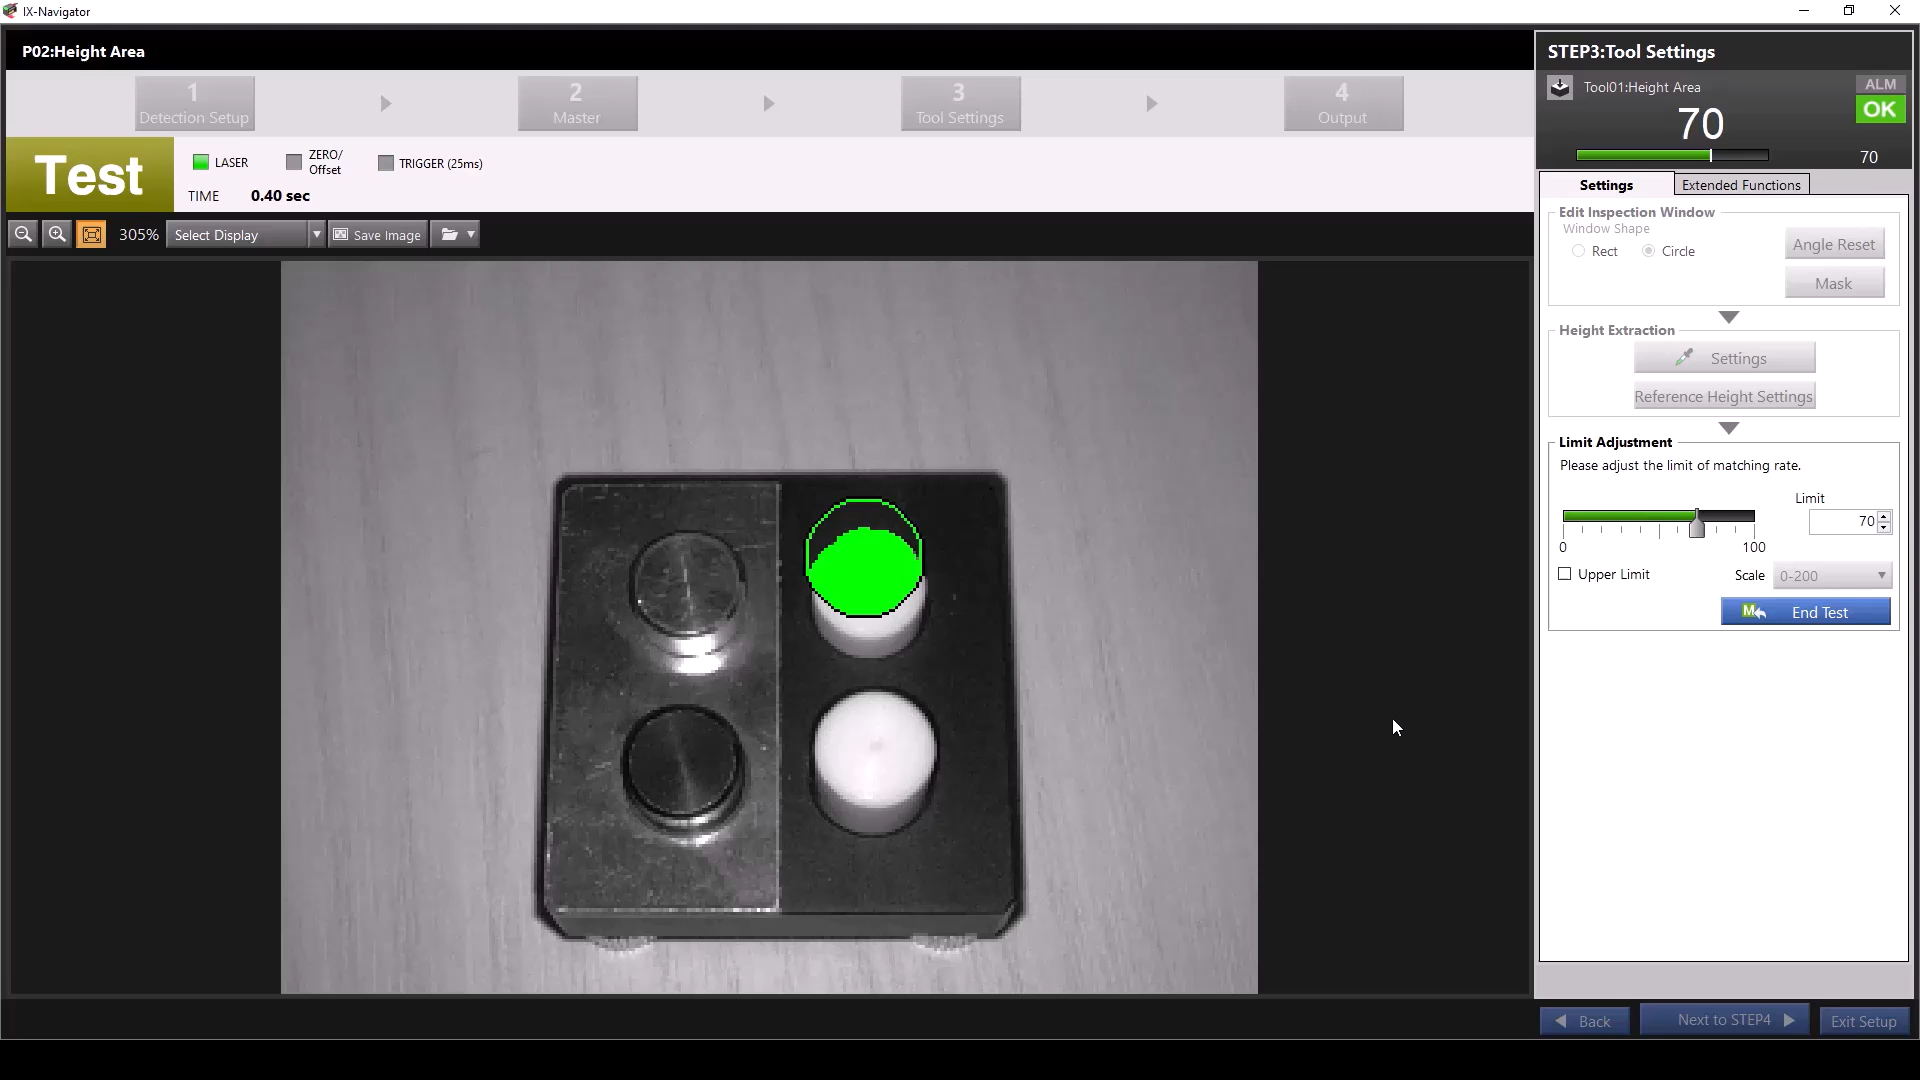 IX-Navigator
P02:Height Area
STEP3:Tool Settings
1
Detection Setup
2
Master
3
Tool Settings
4
Output
Tool01:Height Area
ALM
OK
70
70
Test
LASER
ZERO/
Offset
TRIGGER (25ms)
TIME
0.40 sec
305%
Select Display
Save Image
Settings
Extended Functions
Edit Inspection Window
Window Shape
Rect
Circle
Angle Reset
Mask
Height Extraction
Settings
Reference Height Settings
Limit Adjustment
Please adjust the limit of matching rate.
Limit
70
0
100
Upper Limit
Scale
0-200
M
End Test
Back
Next to STEP4
Exit Setup